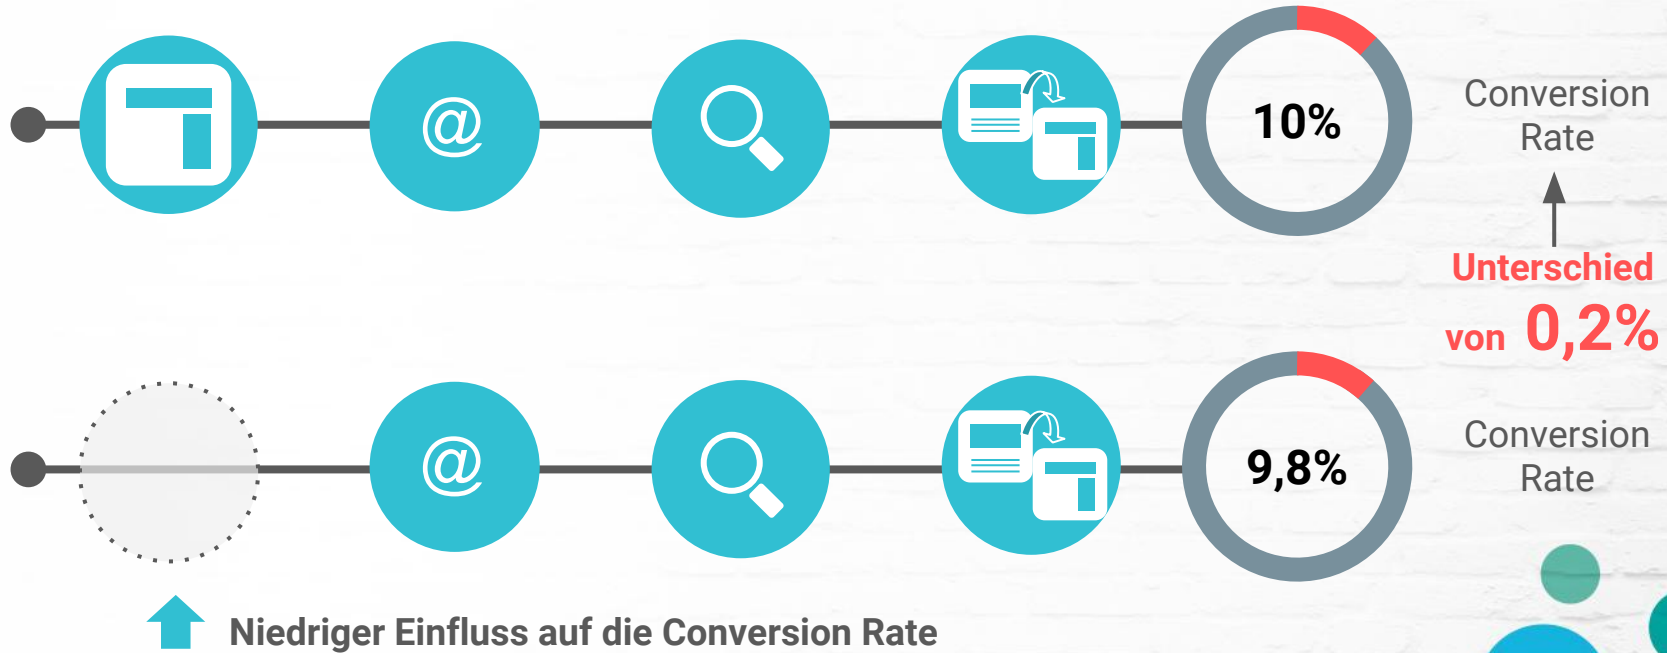 @
10%
Conversion
Rate
Unterschied
von 0,2%
@
9,8%
Conversion
Rate
Niedriger Einfluss auf die Conversion Rate